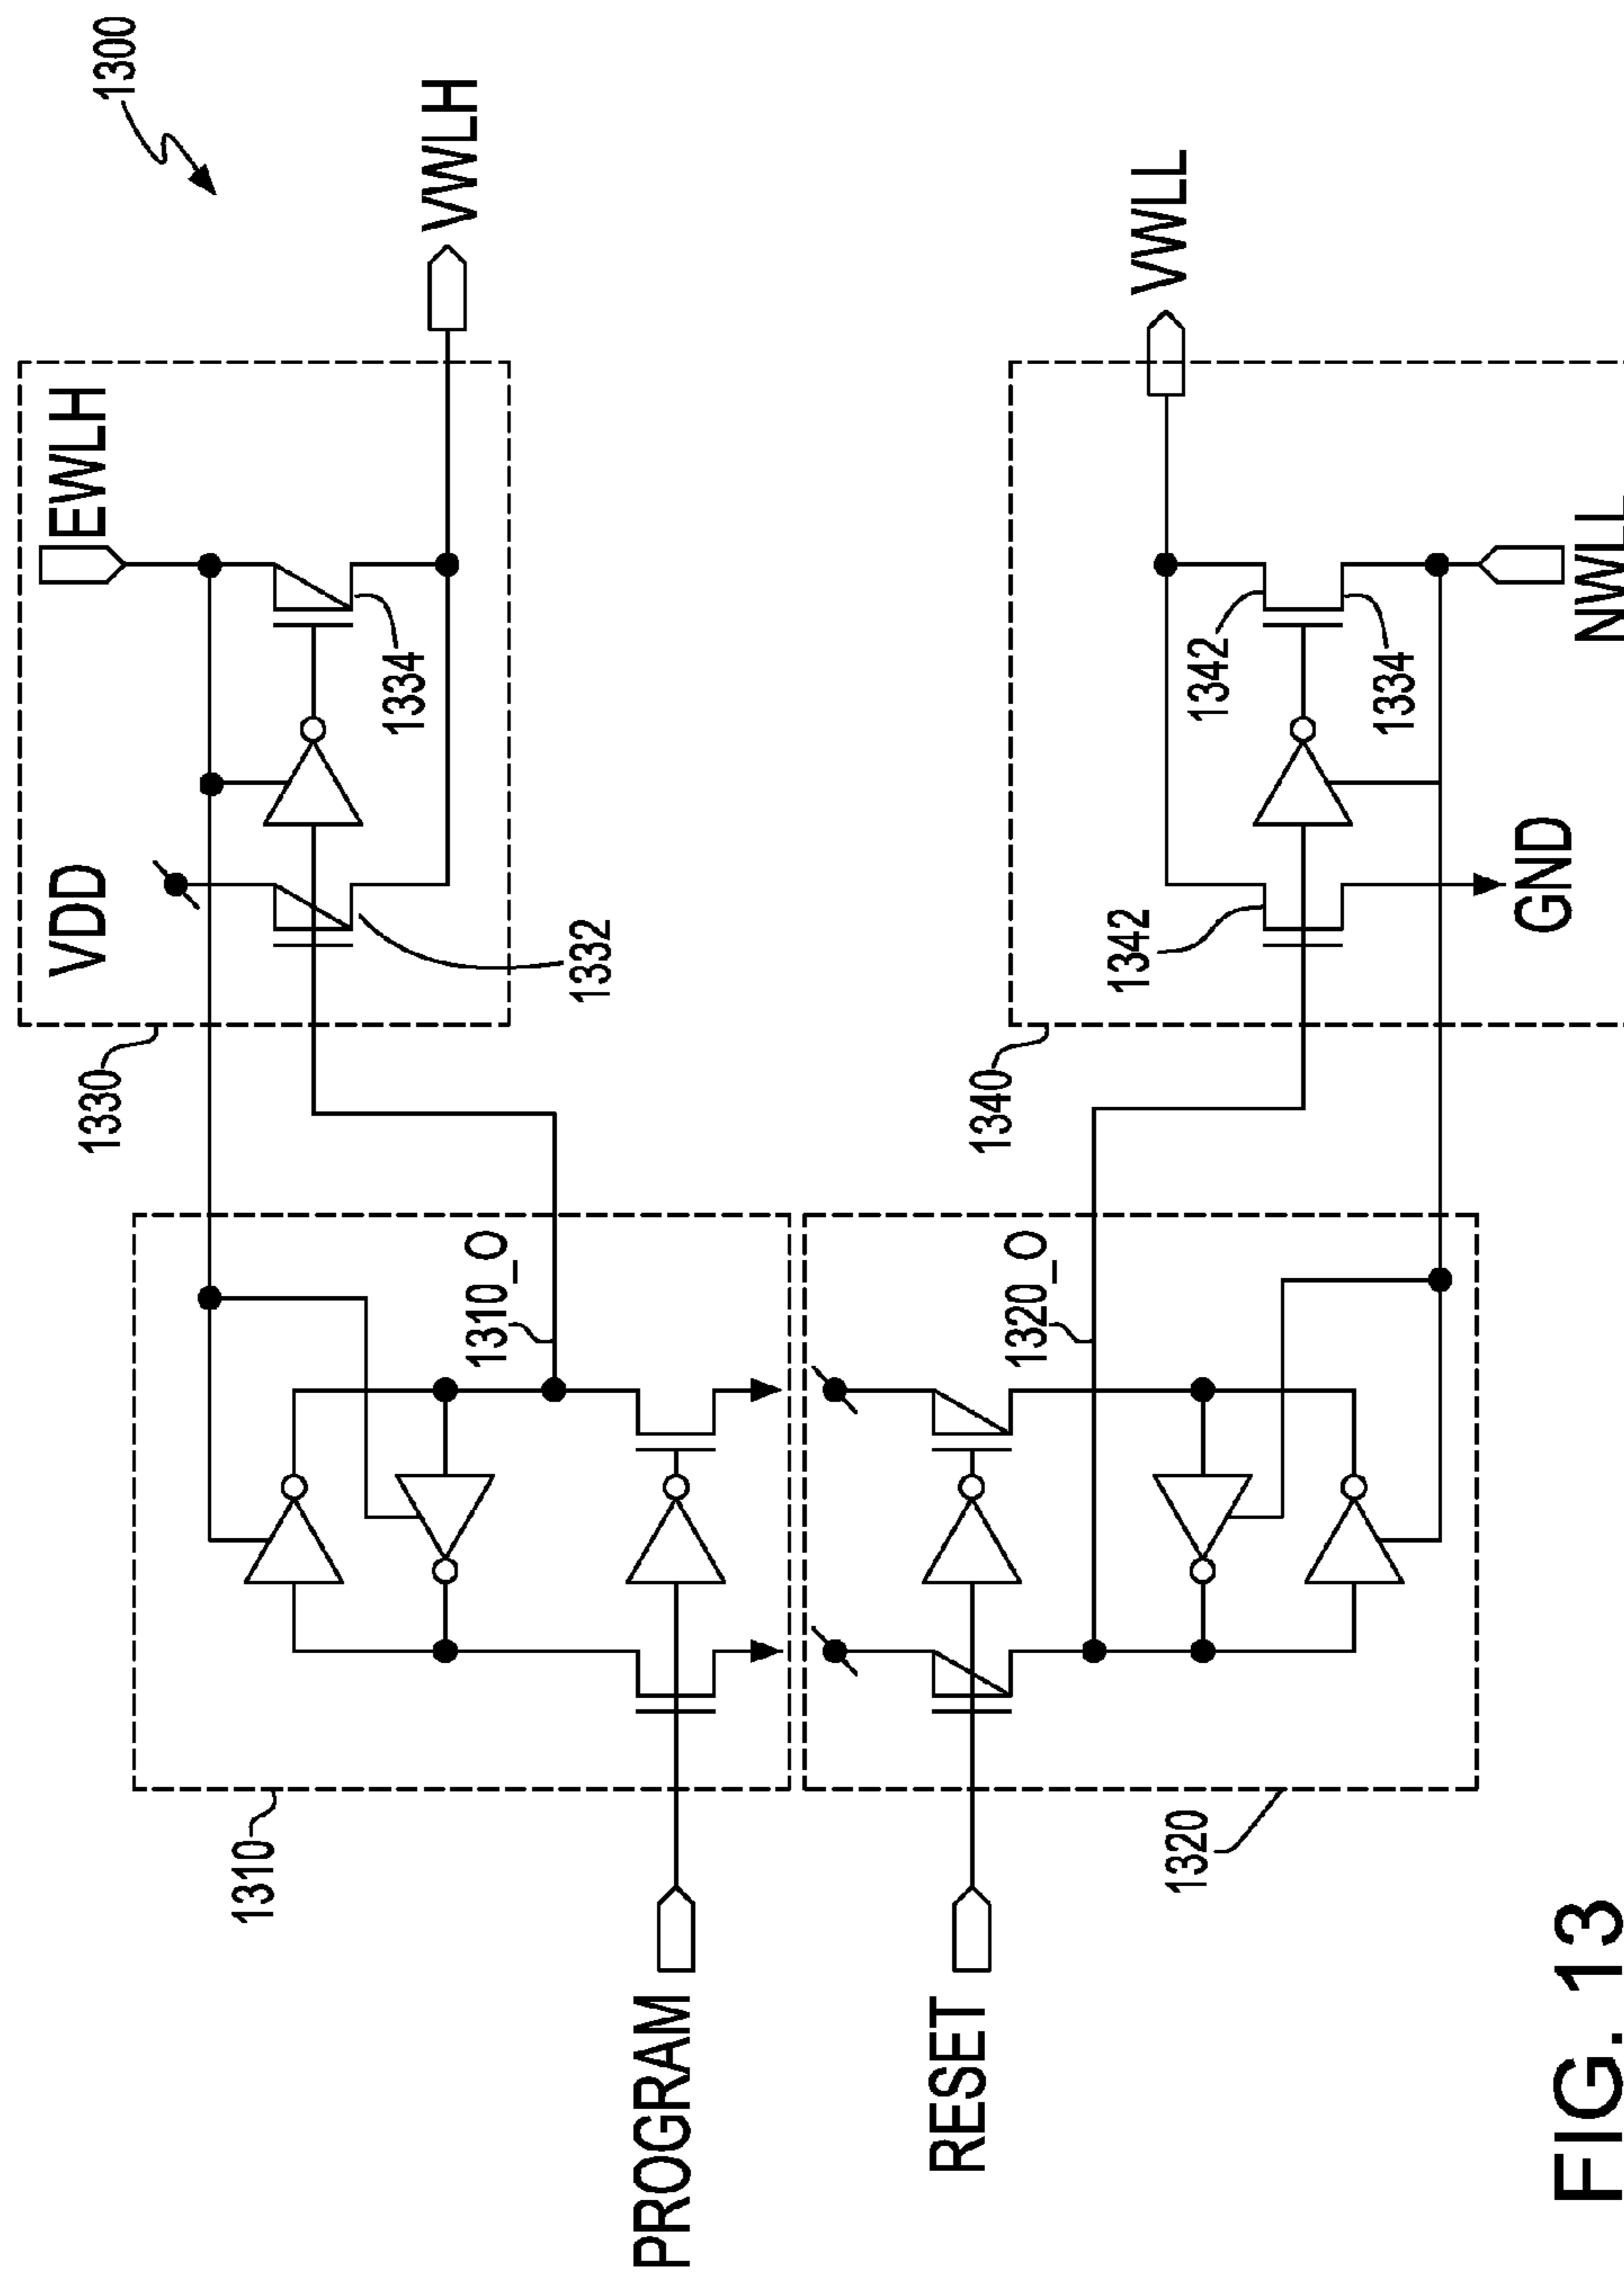 1300
EWLH
VDD
VWLH
1330
1334
1332
1310
1310_O
PROGRAM
RESET
1320_O
1320
VWLL
1340
1342
1342
1334
GND
NWLL
FIG. 13